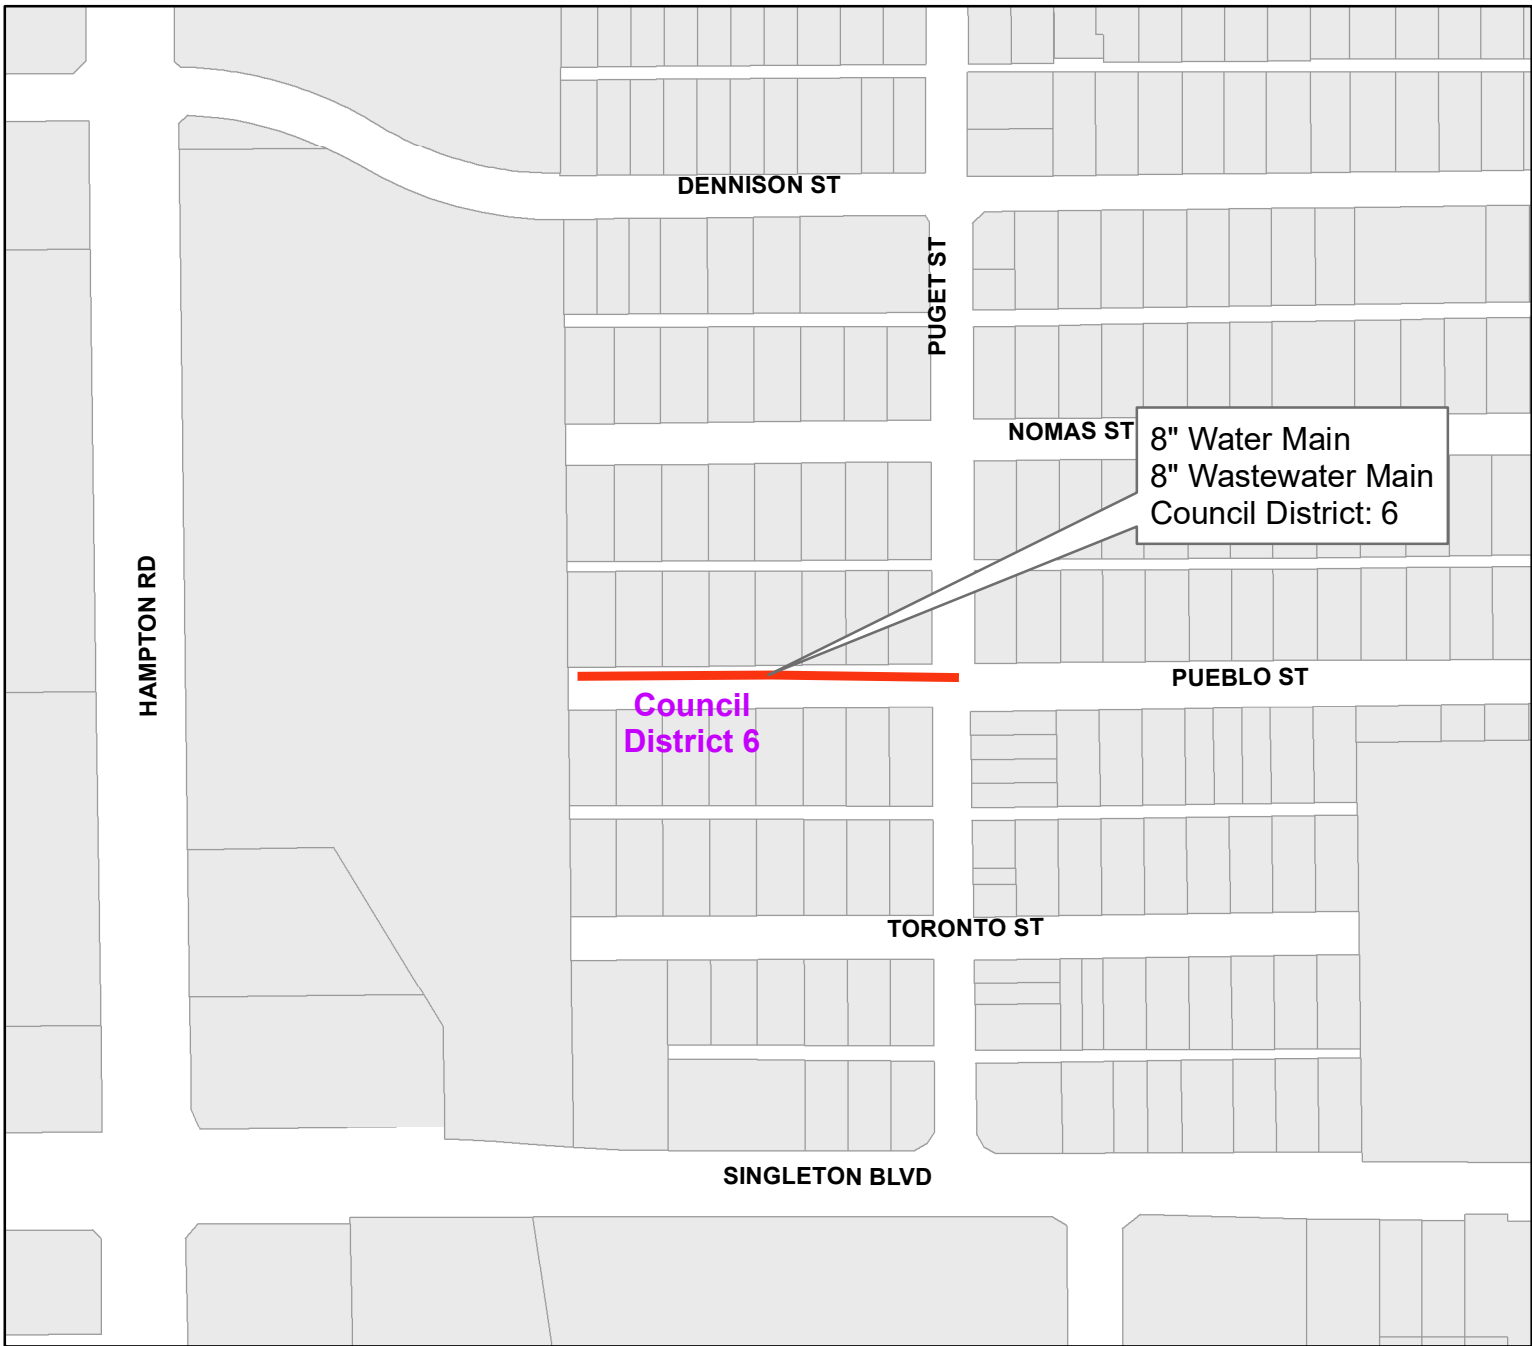 DENNISON ST
PUGET ST
NOMAS ST
8" Water Main
8" Wastewater Main
Council District: 6
HAMPTON RD
PUEBLO ST
Council
District 6
TORONTO ST
SINGLETON BLVD